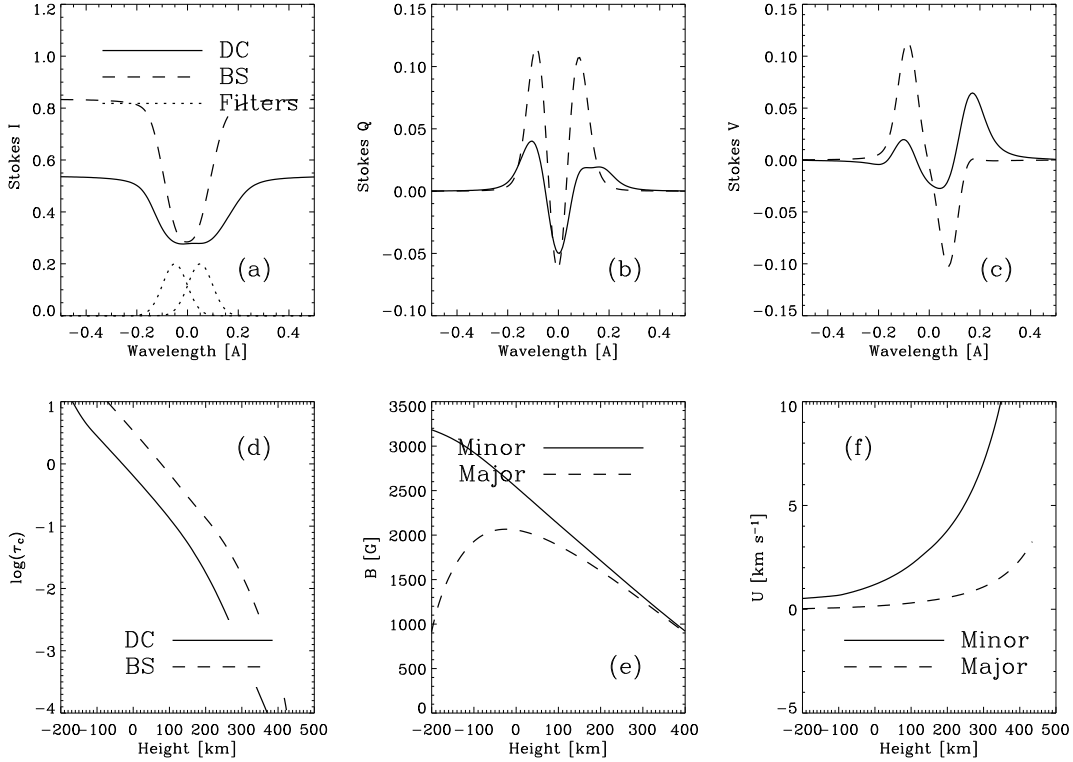 1.2
1.0
0.8
0.6
0.4
0.2
0.0
Stokes I
DC
BS
Filters
(a)
−0.4 −0.2 0.0 0.2 0.4
Wavelength [A]
0.15
0.10
0.05
0.00
−0.05
−0.10
Stokes Q
(b)
−0.4 −0.2 0.0 0.2 0.4
Wavelength [A]
0.15
0.10
0.05
0.00
−0.05
−0.10
−0.15
Stokes V
(c)
−0.4 −0.2 0.0 0.2 0.4
Wavelength [A]
1
0
−1
−2
−3
−4
log(τc)
(d)
DC
BS
−200−100 0 100 200 300 400 500
Height [km]
3500
3000
2500
2000
1500
1000
500
0
B [G]
Minor
Major
(e)
−200 −100 0 100 200 300 400
Height [km]
10
5
0
−5
U [km s⁻¹]
(f)
Minor
Major
−200−100 0 100 200 300 400 500
Height [km]